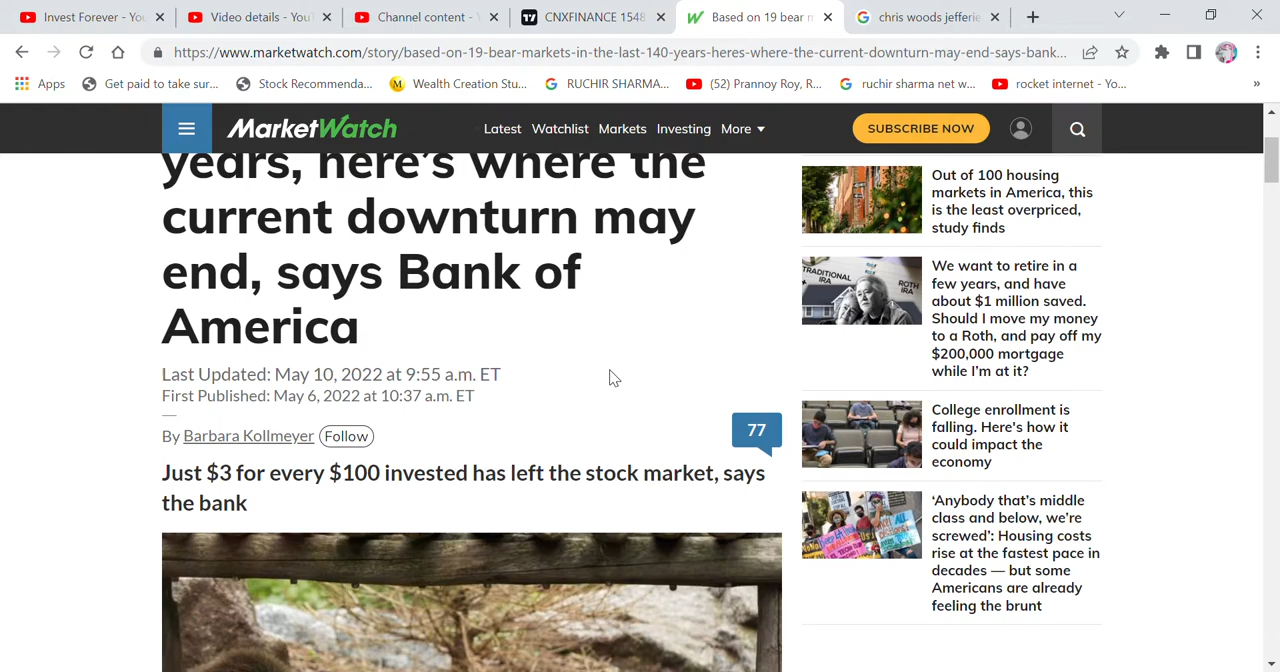 Invest Forever - You
Video details - You
Channel content -
CNXFINANCE 1548
Based on 19 bear m
chris woods jefferie
https://www.marketwatch.com/story/based-on-19-bear-markets-in-the-last-140-years-heres-where-the-current-downturn-may-end-says-bank...
Apps
Get paid to take sur...
Stock Recommenda...
Wealth Creation Stu...
RUCHIR SHARMA...
(52) Prannoy Roy, R...
ruchir sharma net w...
rocket internet - Yo...
»
MarketWatch
Latest
Watchlist
Markets
Investing
More
SUBSCRIBE NOW
years, here’s where the
current downturn may
end, says Bank of
America
Last Updated: May 10, 2022 at 9:55 a.m. ET
First Published: May 6, 2022 at 10:37 a.m. ET
By Barbara Kollmeyer
Follow
77
Just $3 for every $100 invested has left the stock market, says
the bank
Out of 100 housing
markets in America, this
is the least overpriced,
study finds
TRADITIONAL
IRA
ROTH
IRA
We want to retire in a
few years, and have
about $1 million saved.
Should I move my money
to a Roth, and pay off my
$200,000 mortgage
while I’m at it?
College enrollment is
falling. Here's how it
could impact the
economy
‘Anybody that’s middle
class and below, we’re
screwed’: Housing costs
rise at the fastest pace in
decades — but some
Americans are already
feeling the brunt